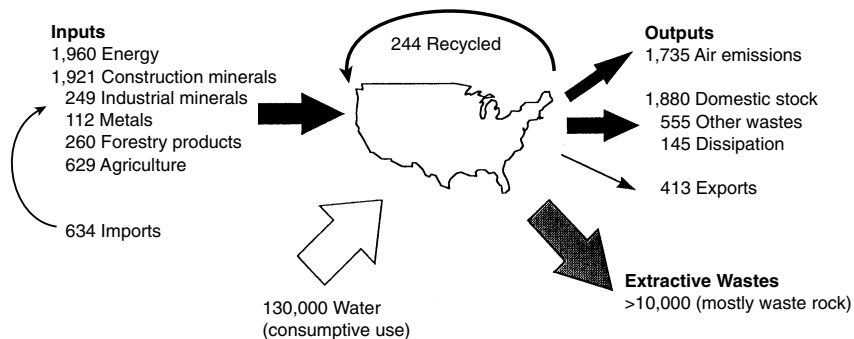 Inputs
1,960 Energy
1,921 Construction minerals
249 Industrial minerals
112 Metals
260 Forestry products
629 Agriculture
634 Imports
244 Recycled
130,000 Water
(consumptive use)
Outputs
1,735 Air emissions
1,880 Domestic stock
555 Other wastes
145 Dissipation
413 Exports
Extractive Wastes
>10,000 (mostly waste rock)